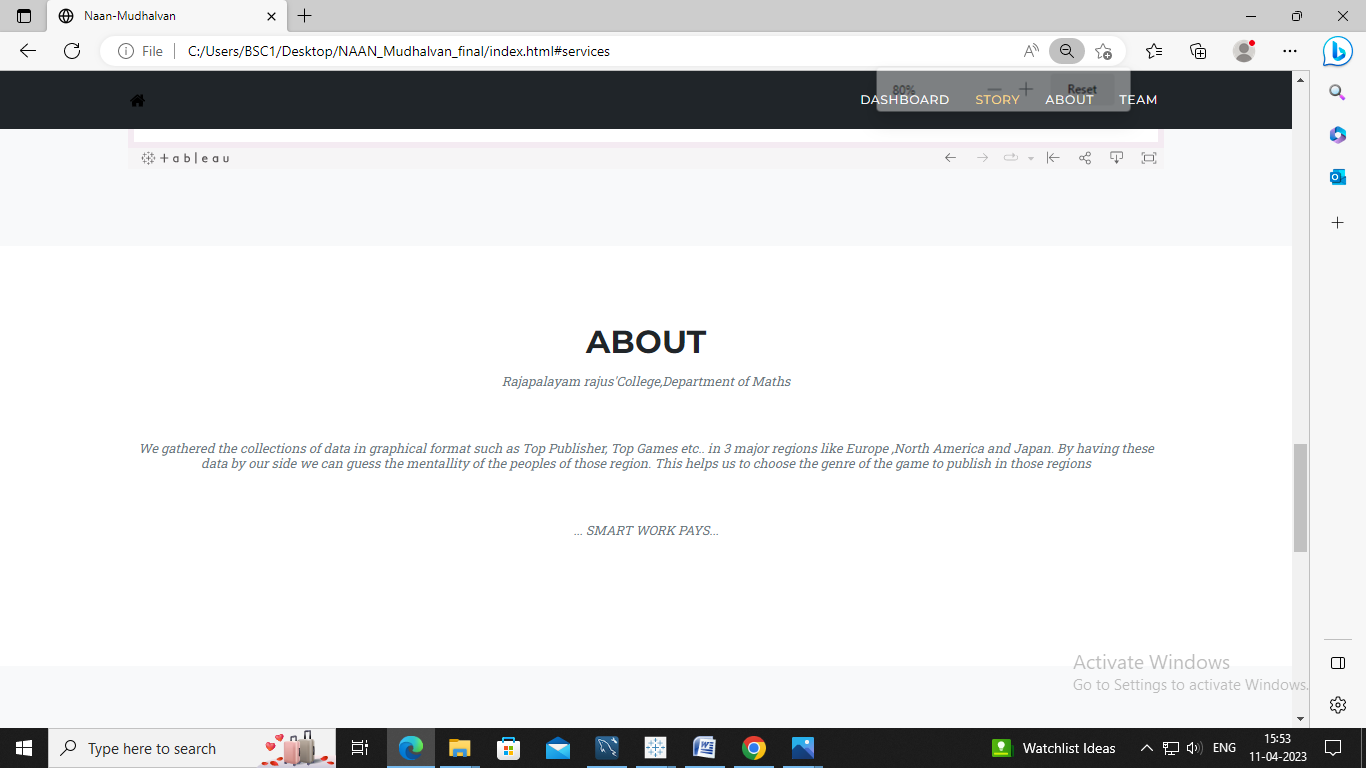 Naan-Mudhalvan
File
C:/Users/BSC1/Desktop/NAAN_Mudhalvan_final/index.html#services
80%
Reset
DASHBOARD STORY ABOUT TEAM
+ableau
ABOUT
Rajapalayam rajus'College,Department of Maths
We gathered the collections of data in graphical format such as Top Publisher, Top Games etc.. in 3 major regions like Europe ,North America and Japan. By having these
data by our side we can guess the mentallity of the peoples of those region. This helps us to choose the genre of the game to publish in those regions
... SMART WORK PAYS...
Activate Windows
Go to Settings to activate Windows.
Type here to search
Watchlist Ideas
ENG
15:53
11-04-2023